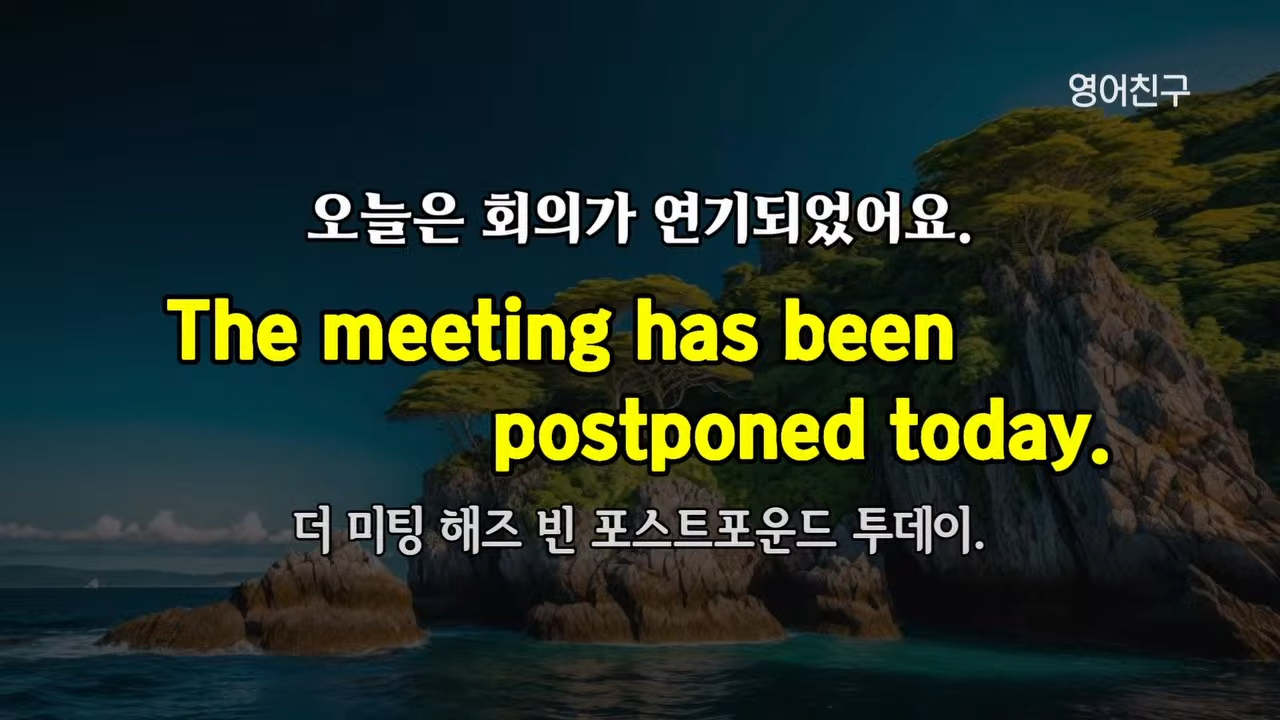 영어친구
오늘은 회의가 연기되었어요.
The meeting has been
postponed today.
더 미팅 해즈 빈 포스트포운드 투데이.